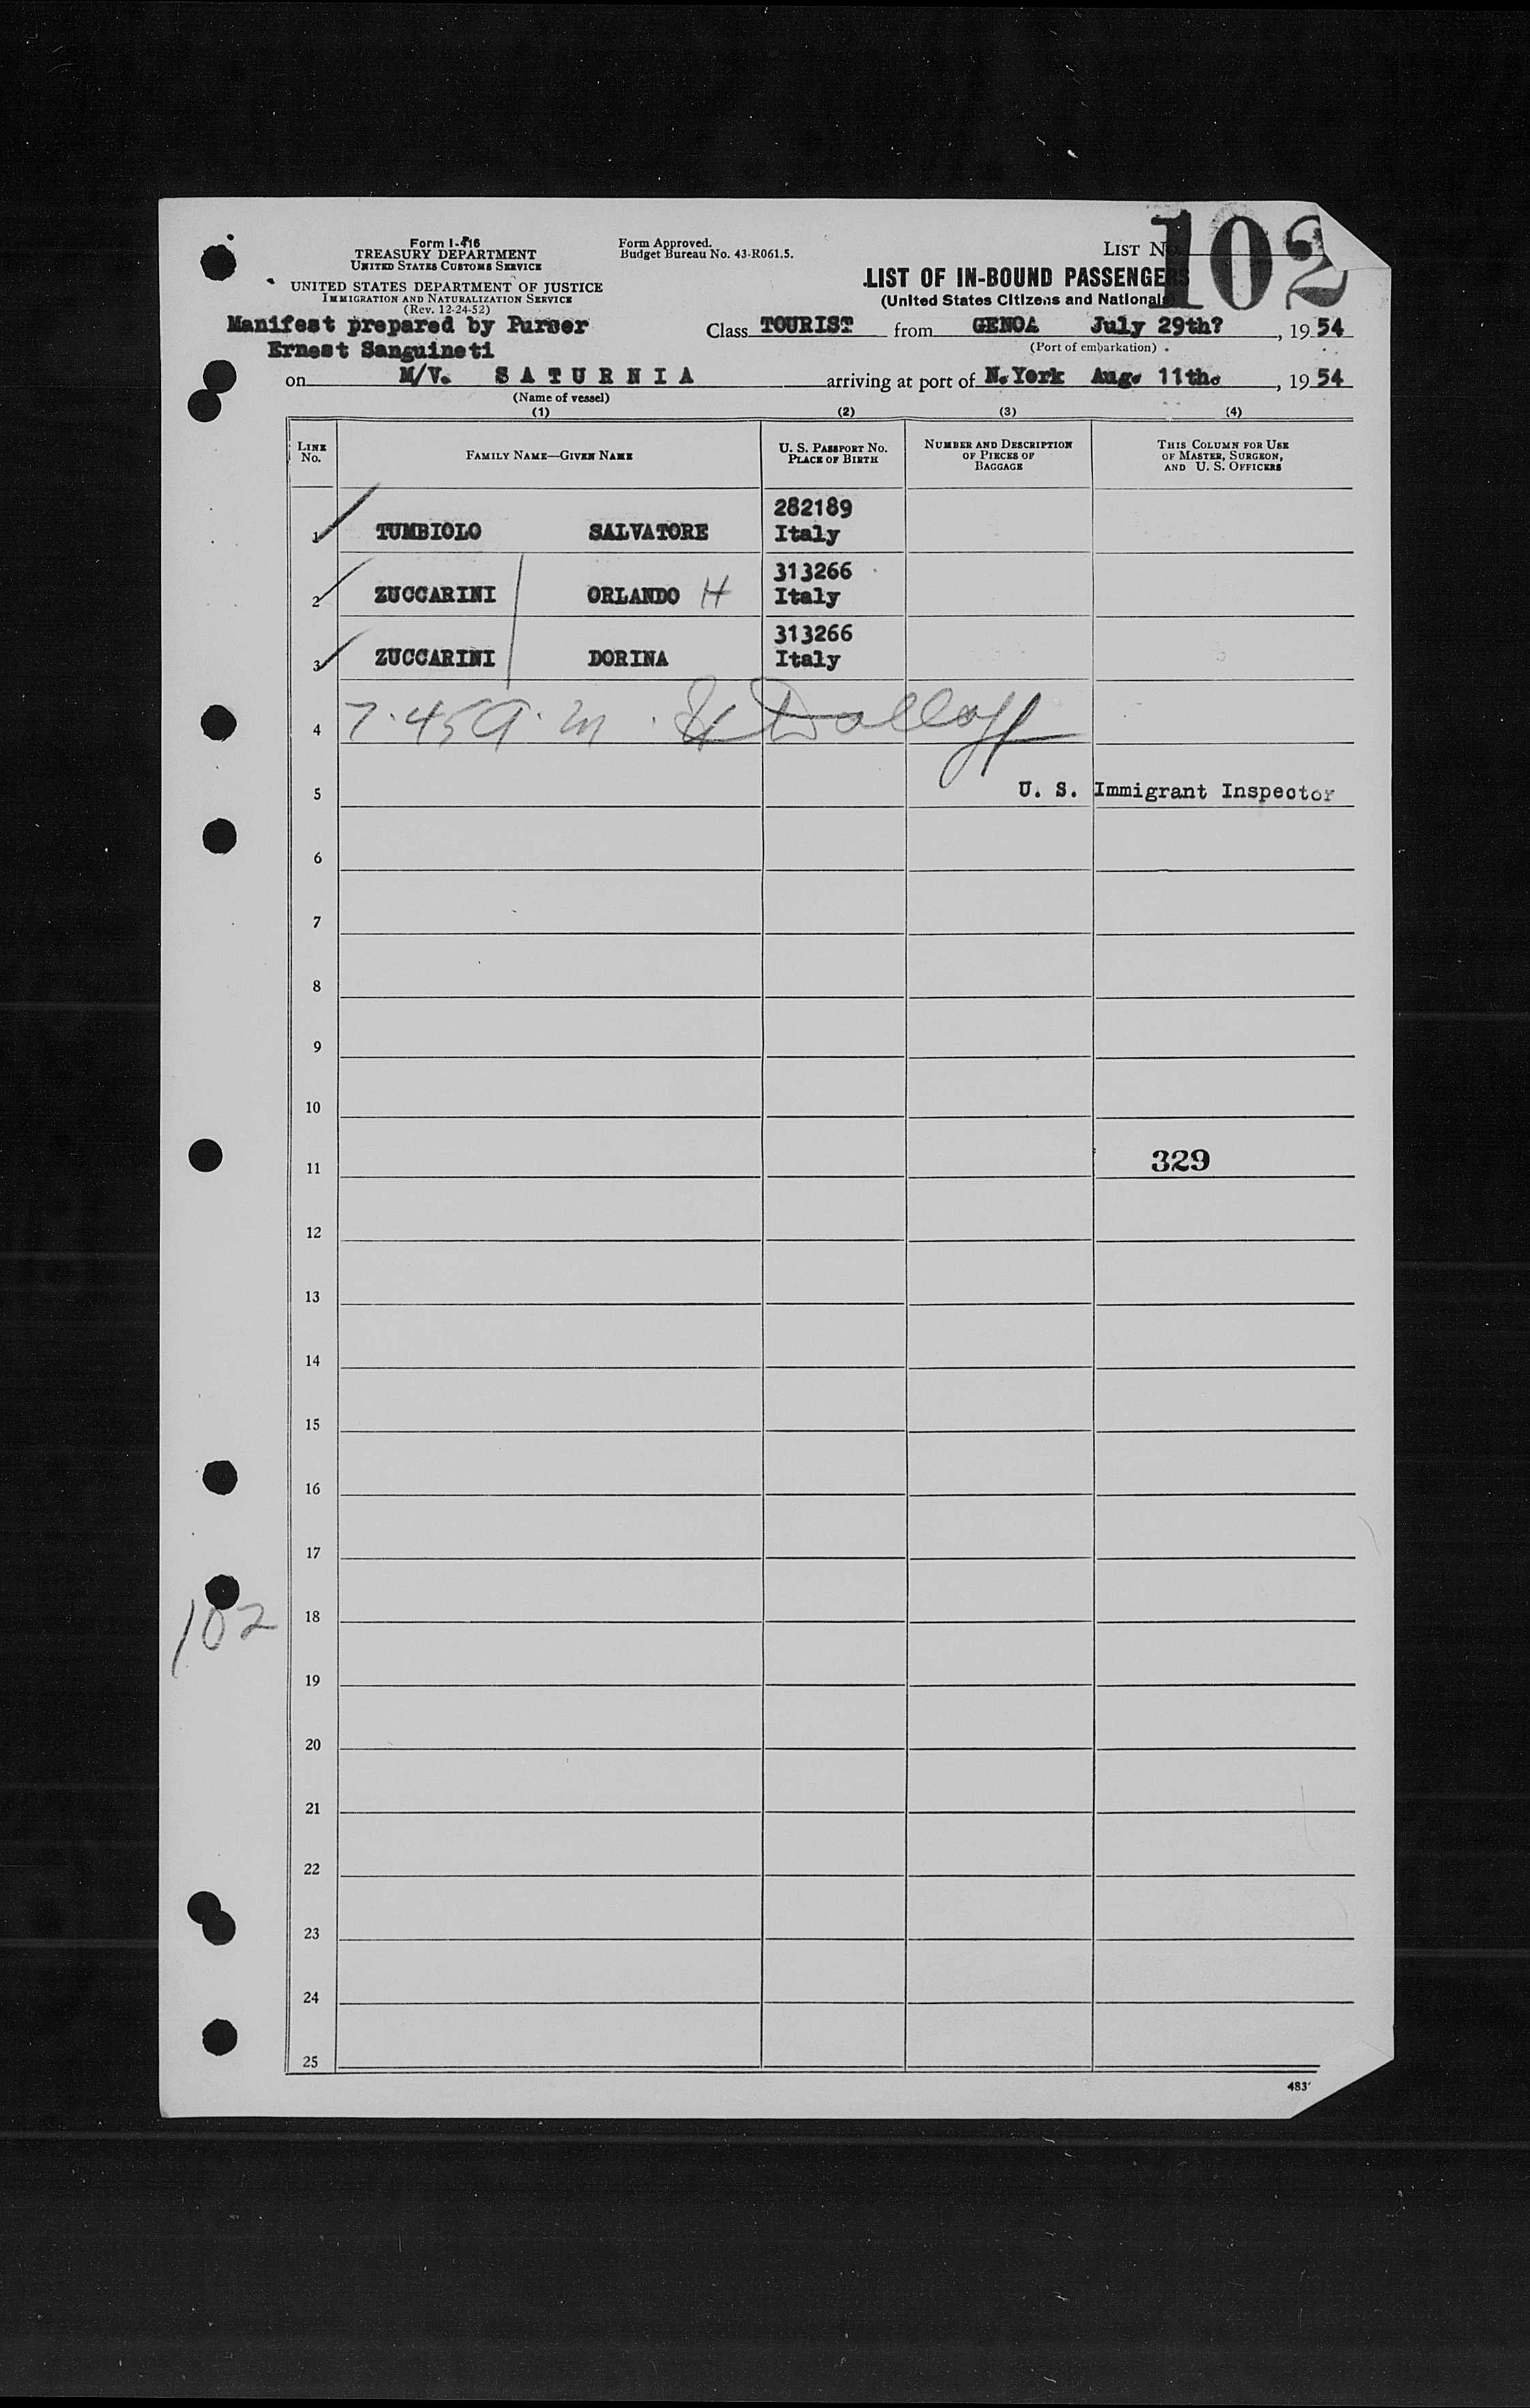 Form I-416
TREASURY DEPARTMENT
UNITED STATES CUSTOMS SERVICE
UNITED STATES DEPARTMENT OF JUSTICE
IMMIGRATION AND NATURALIZATION SERVICE
(Rev. 12-24-52)
Form Approved.
Budget Bureau No. 43-R061.5.
LIST No. 102
LIST OF IN-BOUND PASSENGERS
(United States Citizens and Nationals)
Manifest prepared by Purser
Ernest Sanguineti
Class TOURIST from GENOA July 29th? , 19 54
(Port of embarkation)
on M/V. SATURNIA arriving at port of N.York Aug. 11th. , 19 54
(Name of vessel)
(1) (2) (3) (4)
LINE No. FAMILY NAME—GIVEN NAME U. S. PASSPORT No. PLACE OF BIRTH NUMBER AND DESCRIPTION OF PIECES OF BAGGAGE THIS COLUMN FOR USE OF MASTER, SURGEON, AND U. S. OFFICERS
282189
1 TUMBIOLO SALVATORE Italy
313266
2 ZUCCARINI ORLANDO H Italy
313266
3 ZUCCARINI DORINA Italy
4 7.45 a.m.
5 U. S. Immigrant Inspector
6
7
8
9
10
11 329
12
13
14
15
16
17
102
18
19
20
21
22
23
24
25
483